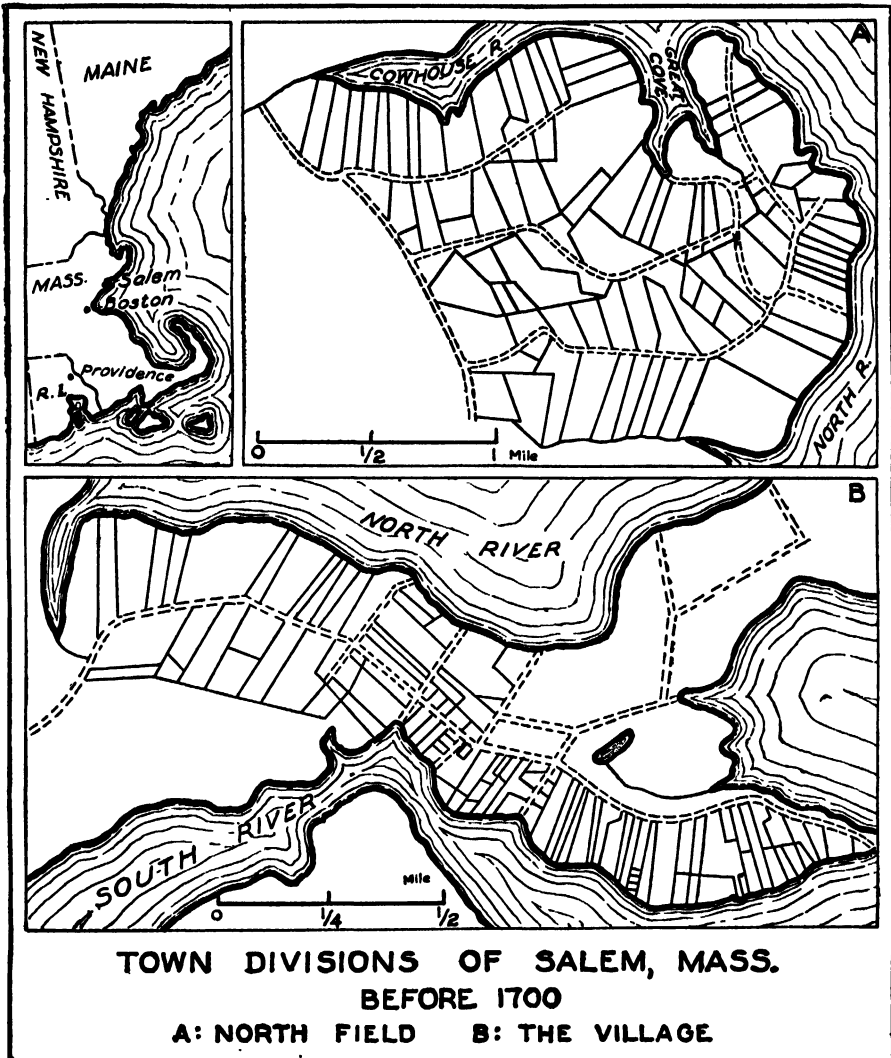 NEW HAMPSHIRE
MAINE
MASS.
Salem
Boston
Providence
R.I.
A
COWHOUSE R.
GREAT
COVE
NORTH R.
0 1/2 1 Mile
B
NORTH RIVER
SOUTH RIVER
Mile
0 1/4 1/2
TOWN DIVISIONS OF SALEM, MASS.
BEFORE 1700
A: NORTH FIELD B: THE VILLAGE